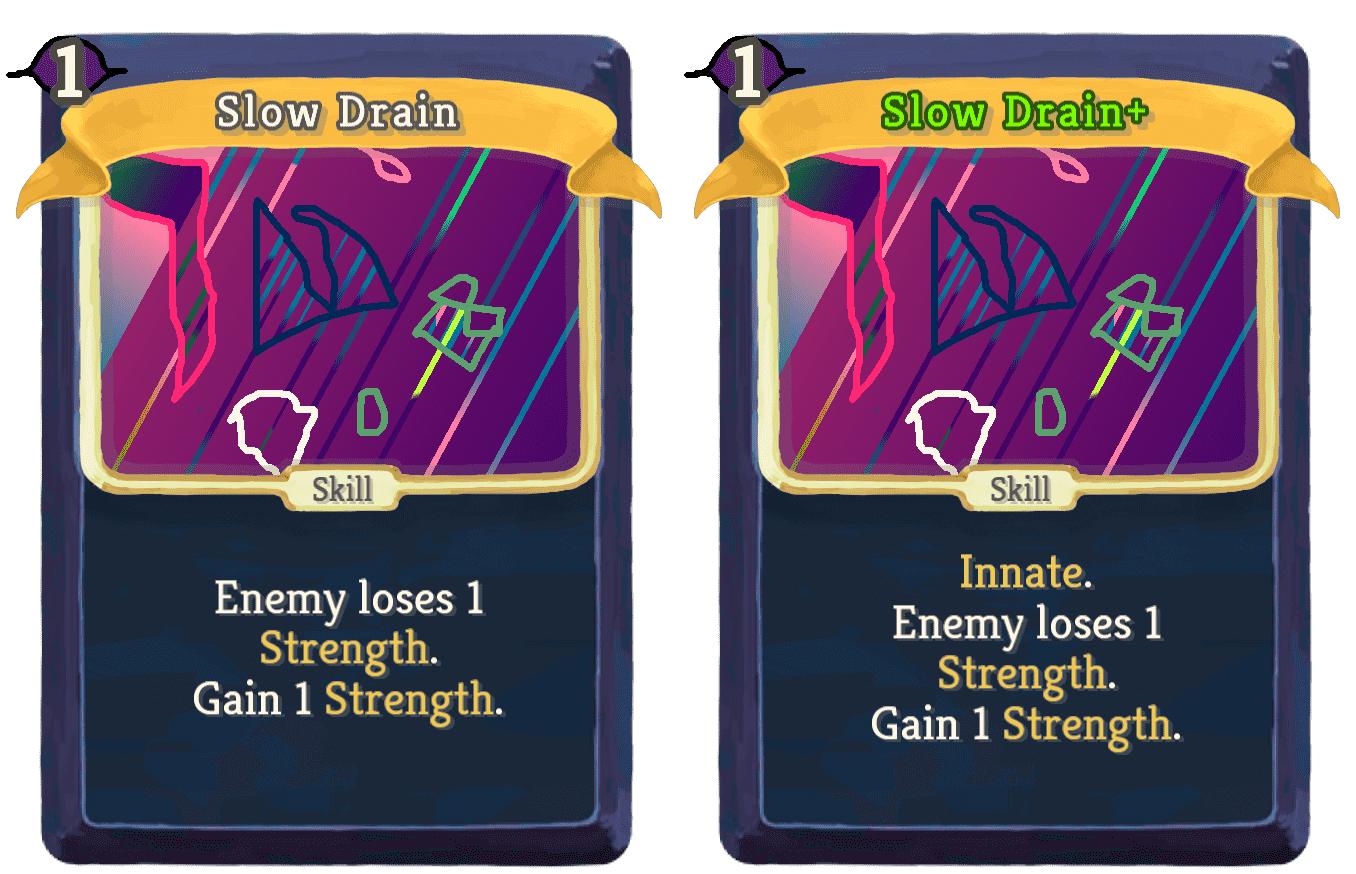 1
Slow Drain
Skill
Enemy loses 1
Strength.
Gain 1 Strength.
1
Slow Drain+
Skill
Innate.
Enemy loses 1
Strength.
Gain 1 Strength.